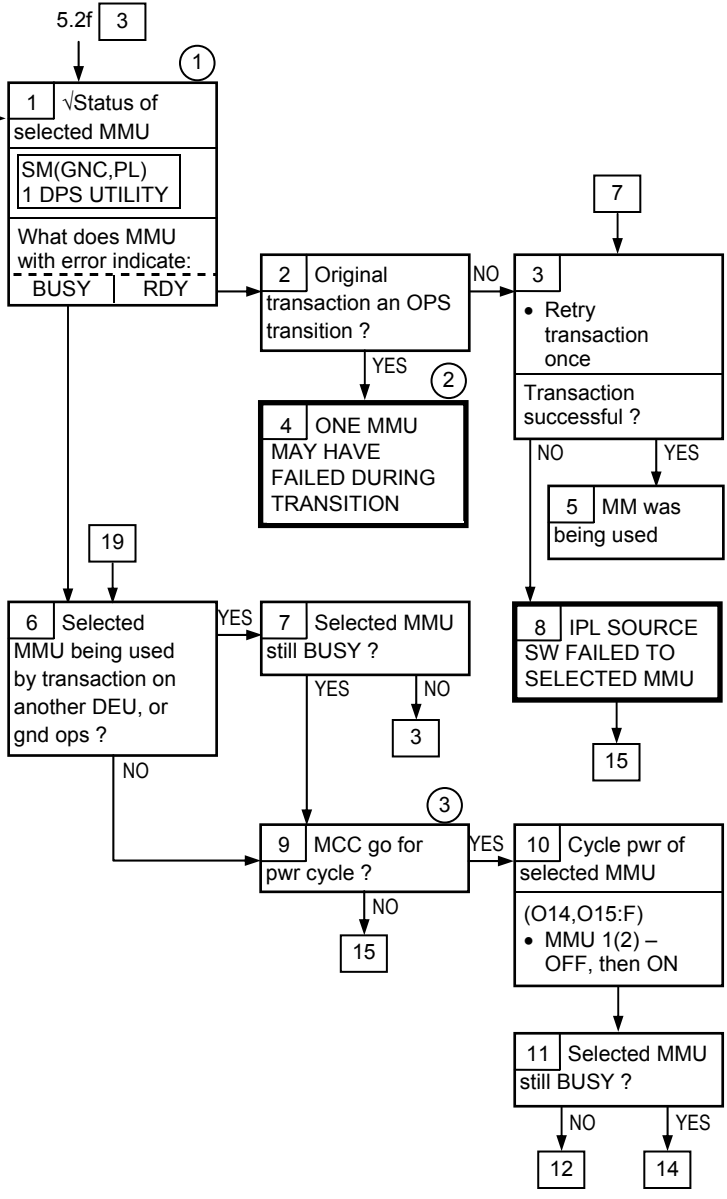 5.2f 3
1
1 √Status of
selected MMU
SM(GNC,PL)
1 DPS UTILITY
What does MMU
with error indicate:
BUSY RDY
2 Original
transaction an OPS
transition ?
NO
YES
7
3
• Retry
transaction
once
Transaction
successful ?
NO
YES
2
4 ONE MMU
MAY HAVE
FAILED DURING
TRANSITION
5 MM was
being used
19
6 Selected
MMU being used
by transaction on
another DEU, or
gnd ops ?
YES
NO
7 Selected MMU
still BUSY ?
YES
NO
3
8 IPL SOURCE
SW FAILED TO
SELECTED MMU
15
3
9 MCC go for
pwr cycle ?
YES
NO
15
10 Cycle pwr of
selected MMU
(O14,O15:F)
• MMU 1(2) –
OFF, then ON
11 Selected MMU
still BUSY ?
NO
YES
12
14